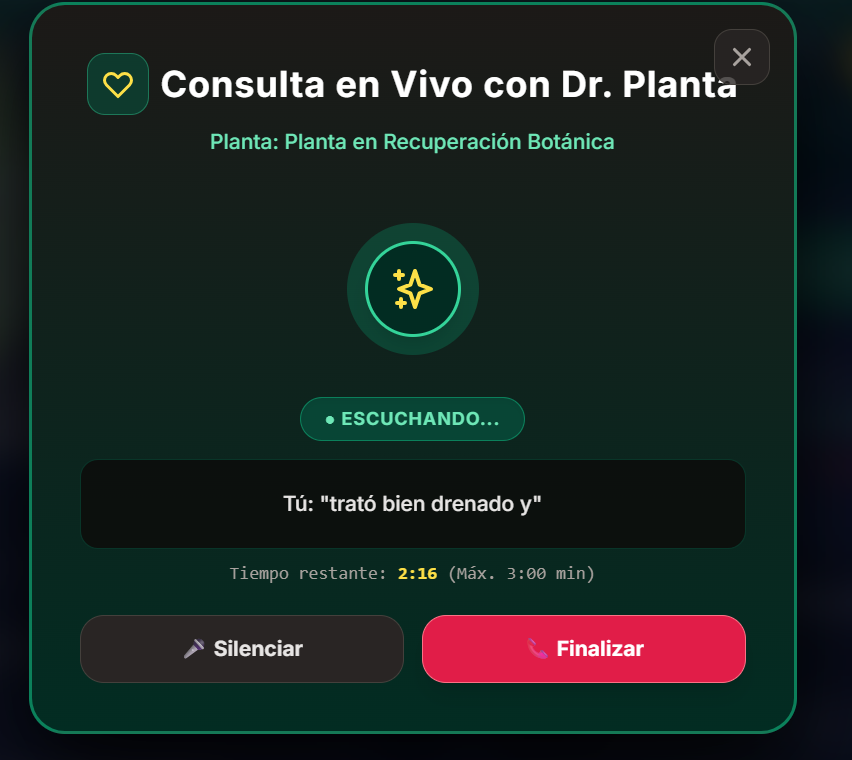 Consulta en Vivo con Dr. Planta
Planta: Planta en Recuperación Botánica
• ESCUCHANDO...
Tú: "trató bien drenado y"
Tiempo restante: 2:16 (Máx. 3:00 min)
Silenciar
Finalizar